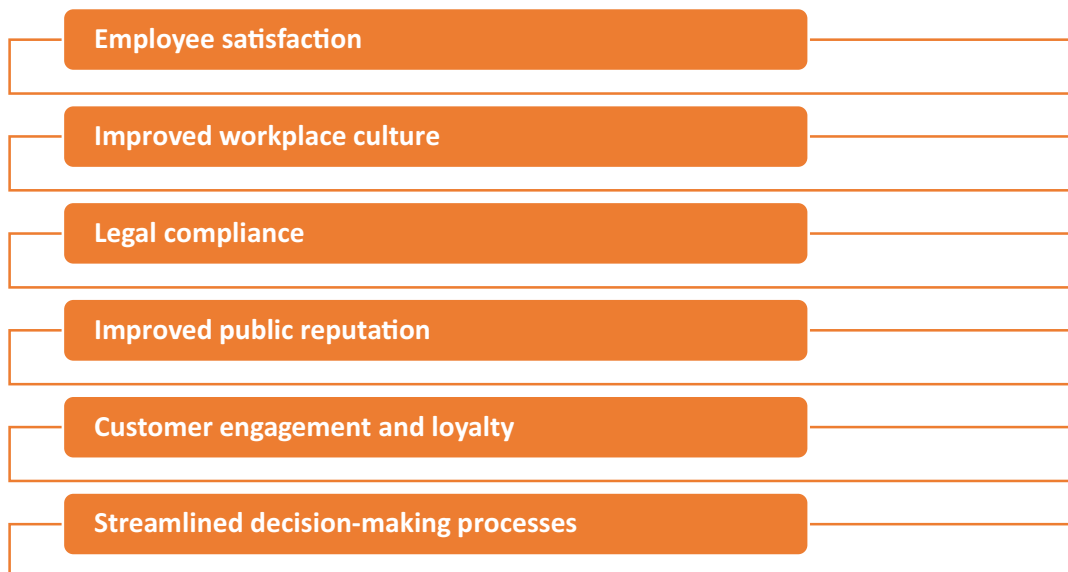 Employee satisfaction
Improved workplace culture
Legal compliance
Improved public reputation
Customer engagement and loyalty
Streamlined decision-making processes